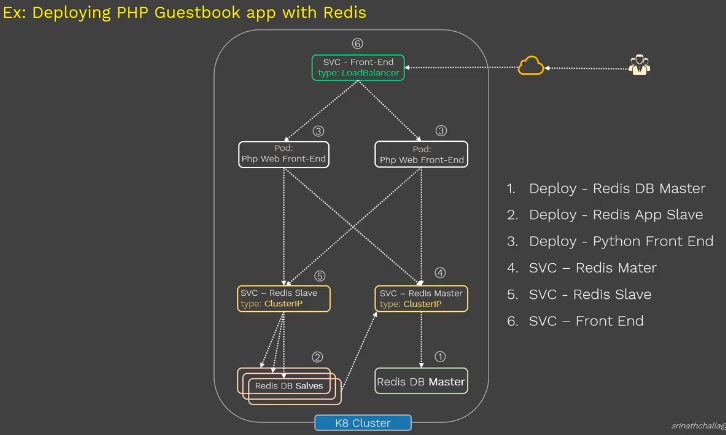 Ex: Deploying PHP Guestbook app with Redis
⑥
SVC - Front-End
type: LoadBalancer
③
Pod:
Php Web Front-End
③
Pod:
Php Web Front-End
⑤
SVC – Redis Slave
type: ClusterIP
④
SVC – Redis Master
type: ClusterIP
②
Redis DB Salves
①
Redis DB Master
K8 Cluster
1. Deploy - Redis DB Master
2. Deploy - Redis App Slave
3. Deploy - Python Front End
4. SVC – Redis Mater
5. SVC - Redis Slave
6. SVC – Front End
srinathchalla@